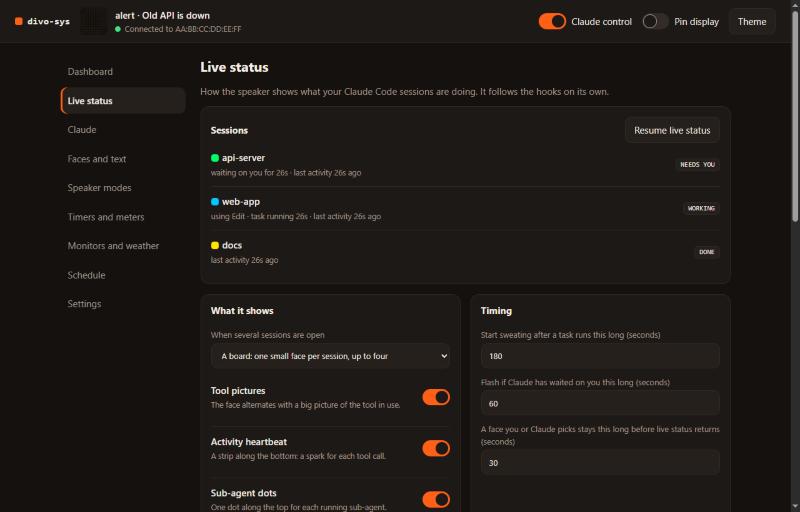 divo-sys
alert · Old API is down
Connected to AA:BB:CC:DD:EE:FF
Claude control
Pin display
Theme
Dashboard
Live status
Claude
Faces and text
Speaker modes
Timers and meters
Monitors and weather
Schedule
Settings
Live status
How the speaker shows what your Claude Code sessions are doing. It follows the hooks on its own.
Sessions
Resume live status
api-server
waiting on you for 26s · last activity 26s ago
NEEDS YOU
web-app
using Edit · task running 26s · last activity 26s ago
WORKING
docs
last activity 26s ago
DONE
What it shows
When several sessions are open
A board: one small face per session, up to four
Tool pictures
The face alternates with a big picture of the tool in use.
Activity heartbeat
A strip along the bottom: a spark for each tool call.
Sub-agent dots
One dot along the top for each running sub-agent.
Timing
Start sweating after a task runs this long (seconds)
180
Flash if Claude has waited on you this long (seconds)
60
A face you or Claude picks stays this long before live status returns
(seconds)
30